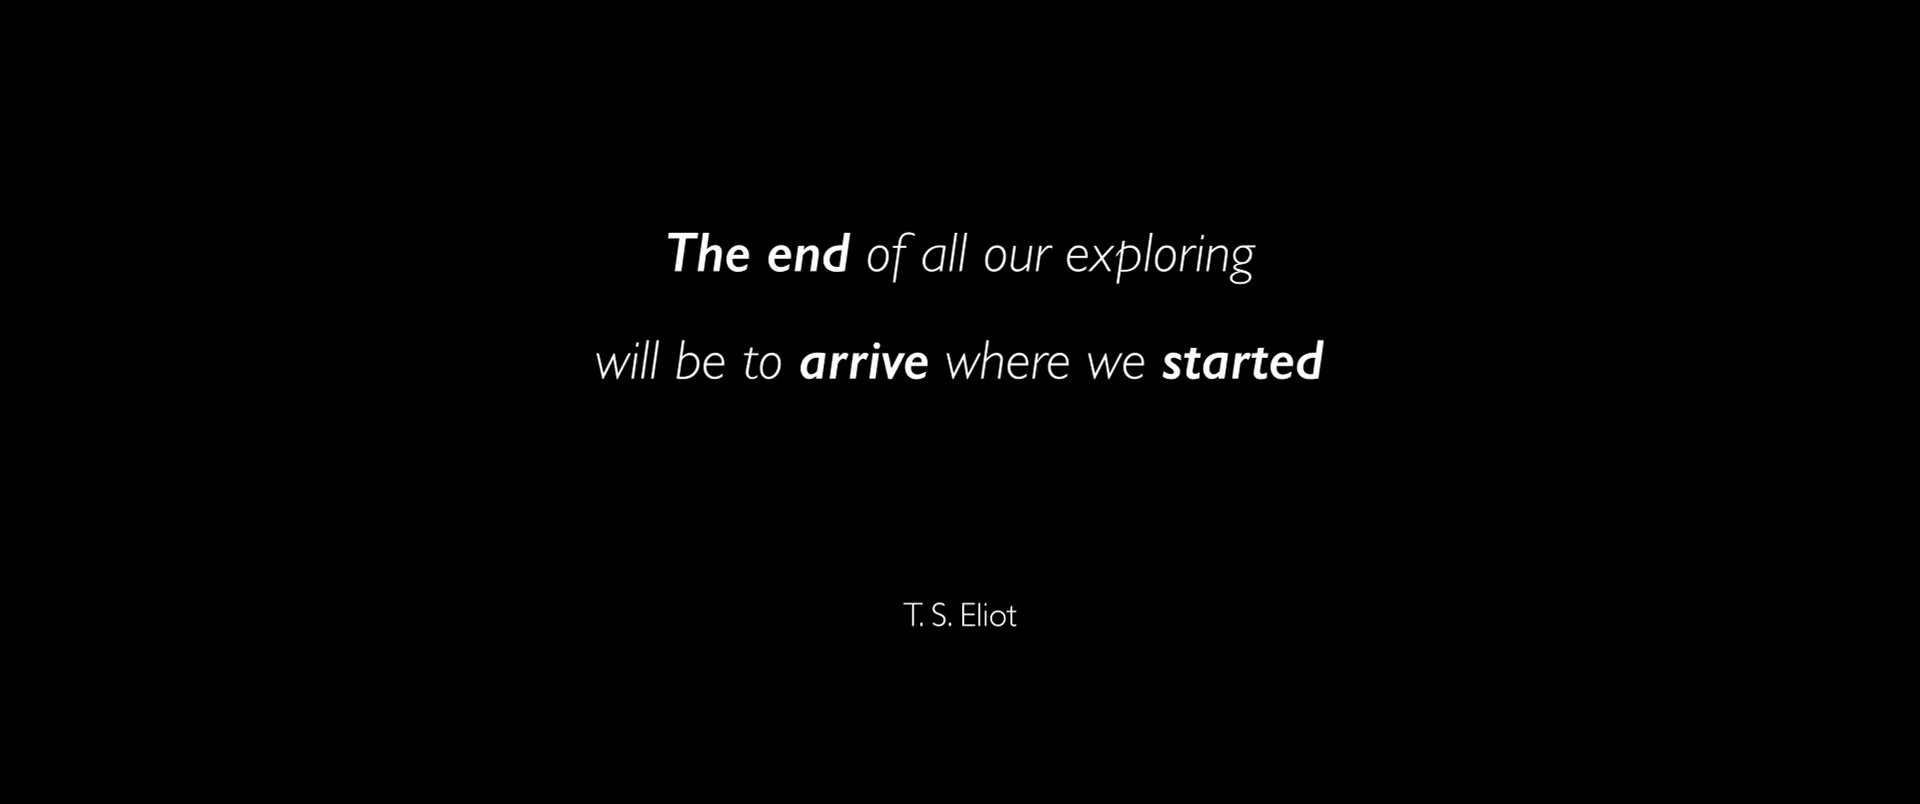 The end of all our exploring
will be to arrive where we started
T. S. Eliot